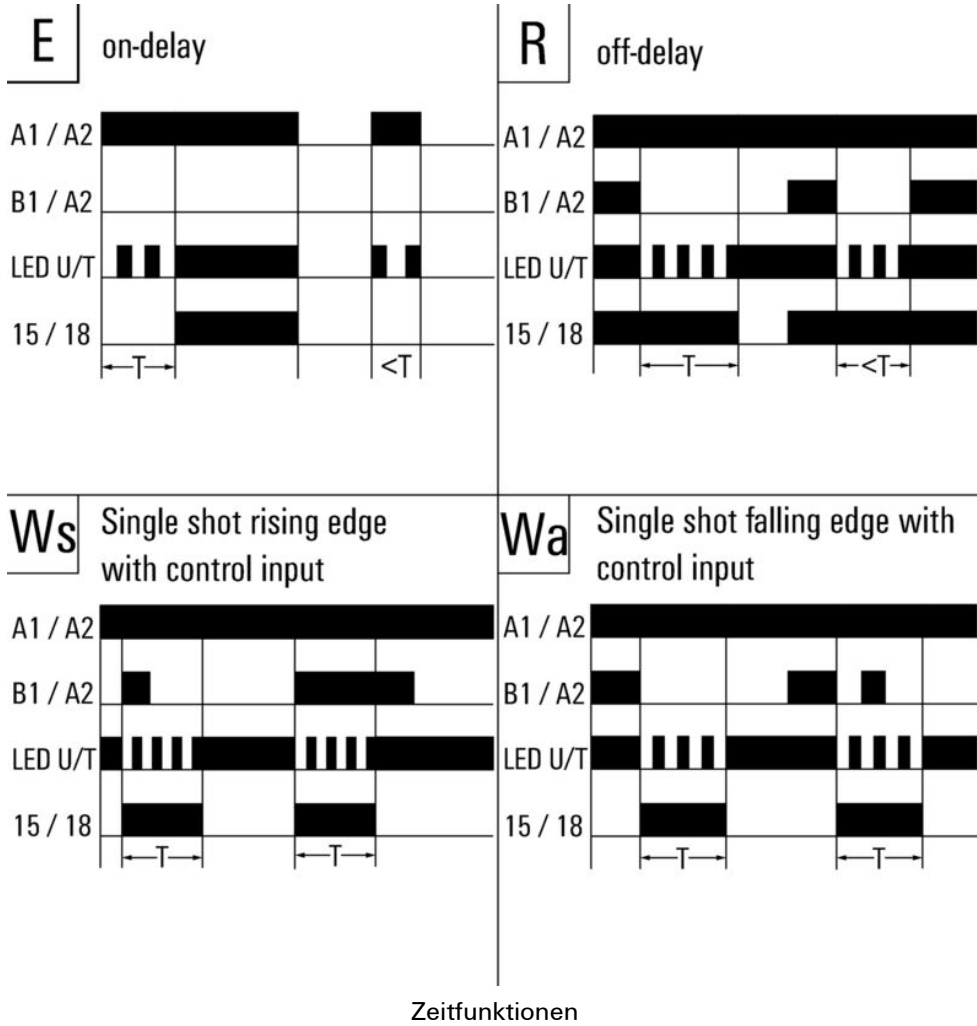 E
on-delay
A1 / A2
B1 / A2
LED U/T
15 / 18
T
<T
R
off-delay
A1 / A2
B1 / A2
LED U/T
15 / 18
T
<T
Ws
Single shot rising edge
with control input
A1 / A2
B1 / A2
LED U/T
15 / 18
T
T
Wa
Single shot falling edge with
control input
A1 / A2
B1 / A2
LED U/T
15 / 18
T
T
Zeitfunktionen